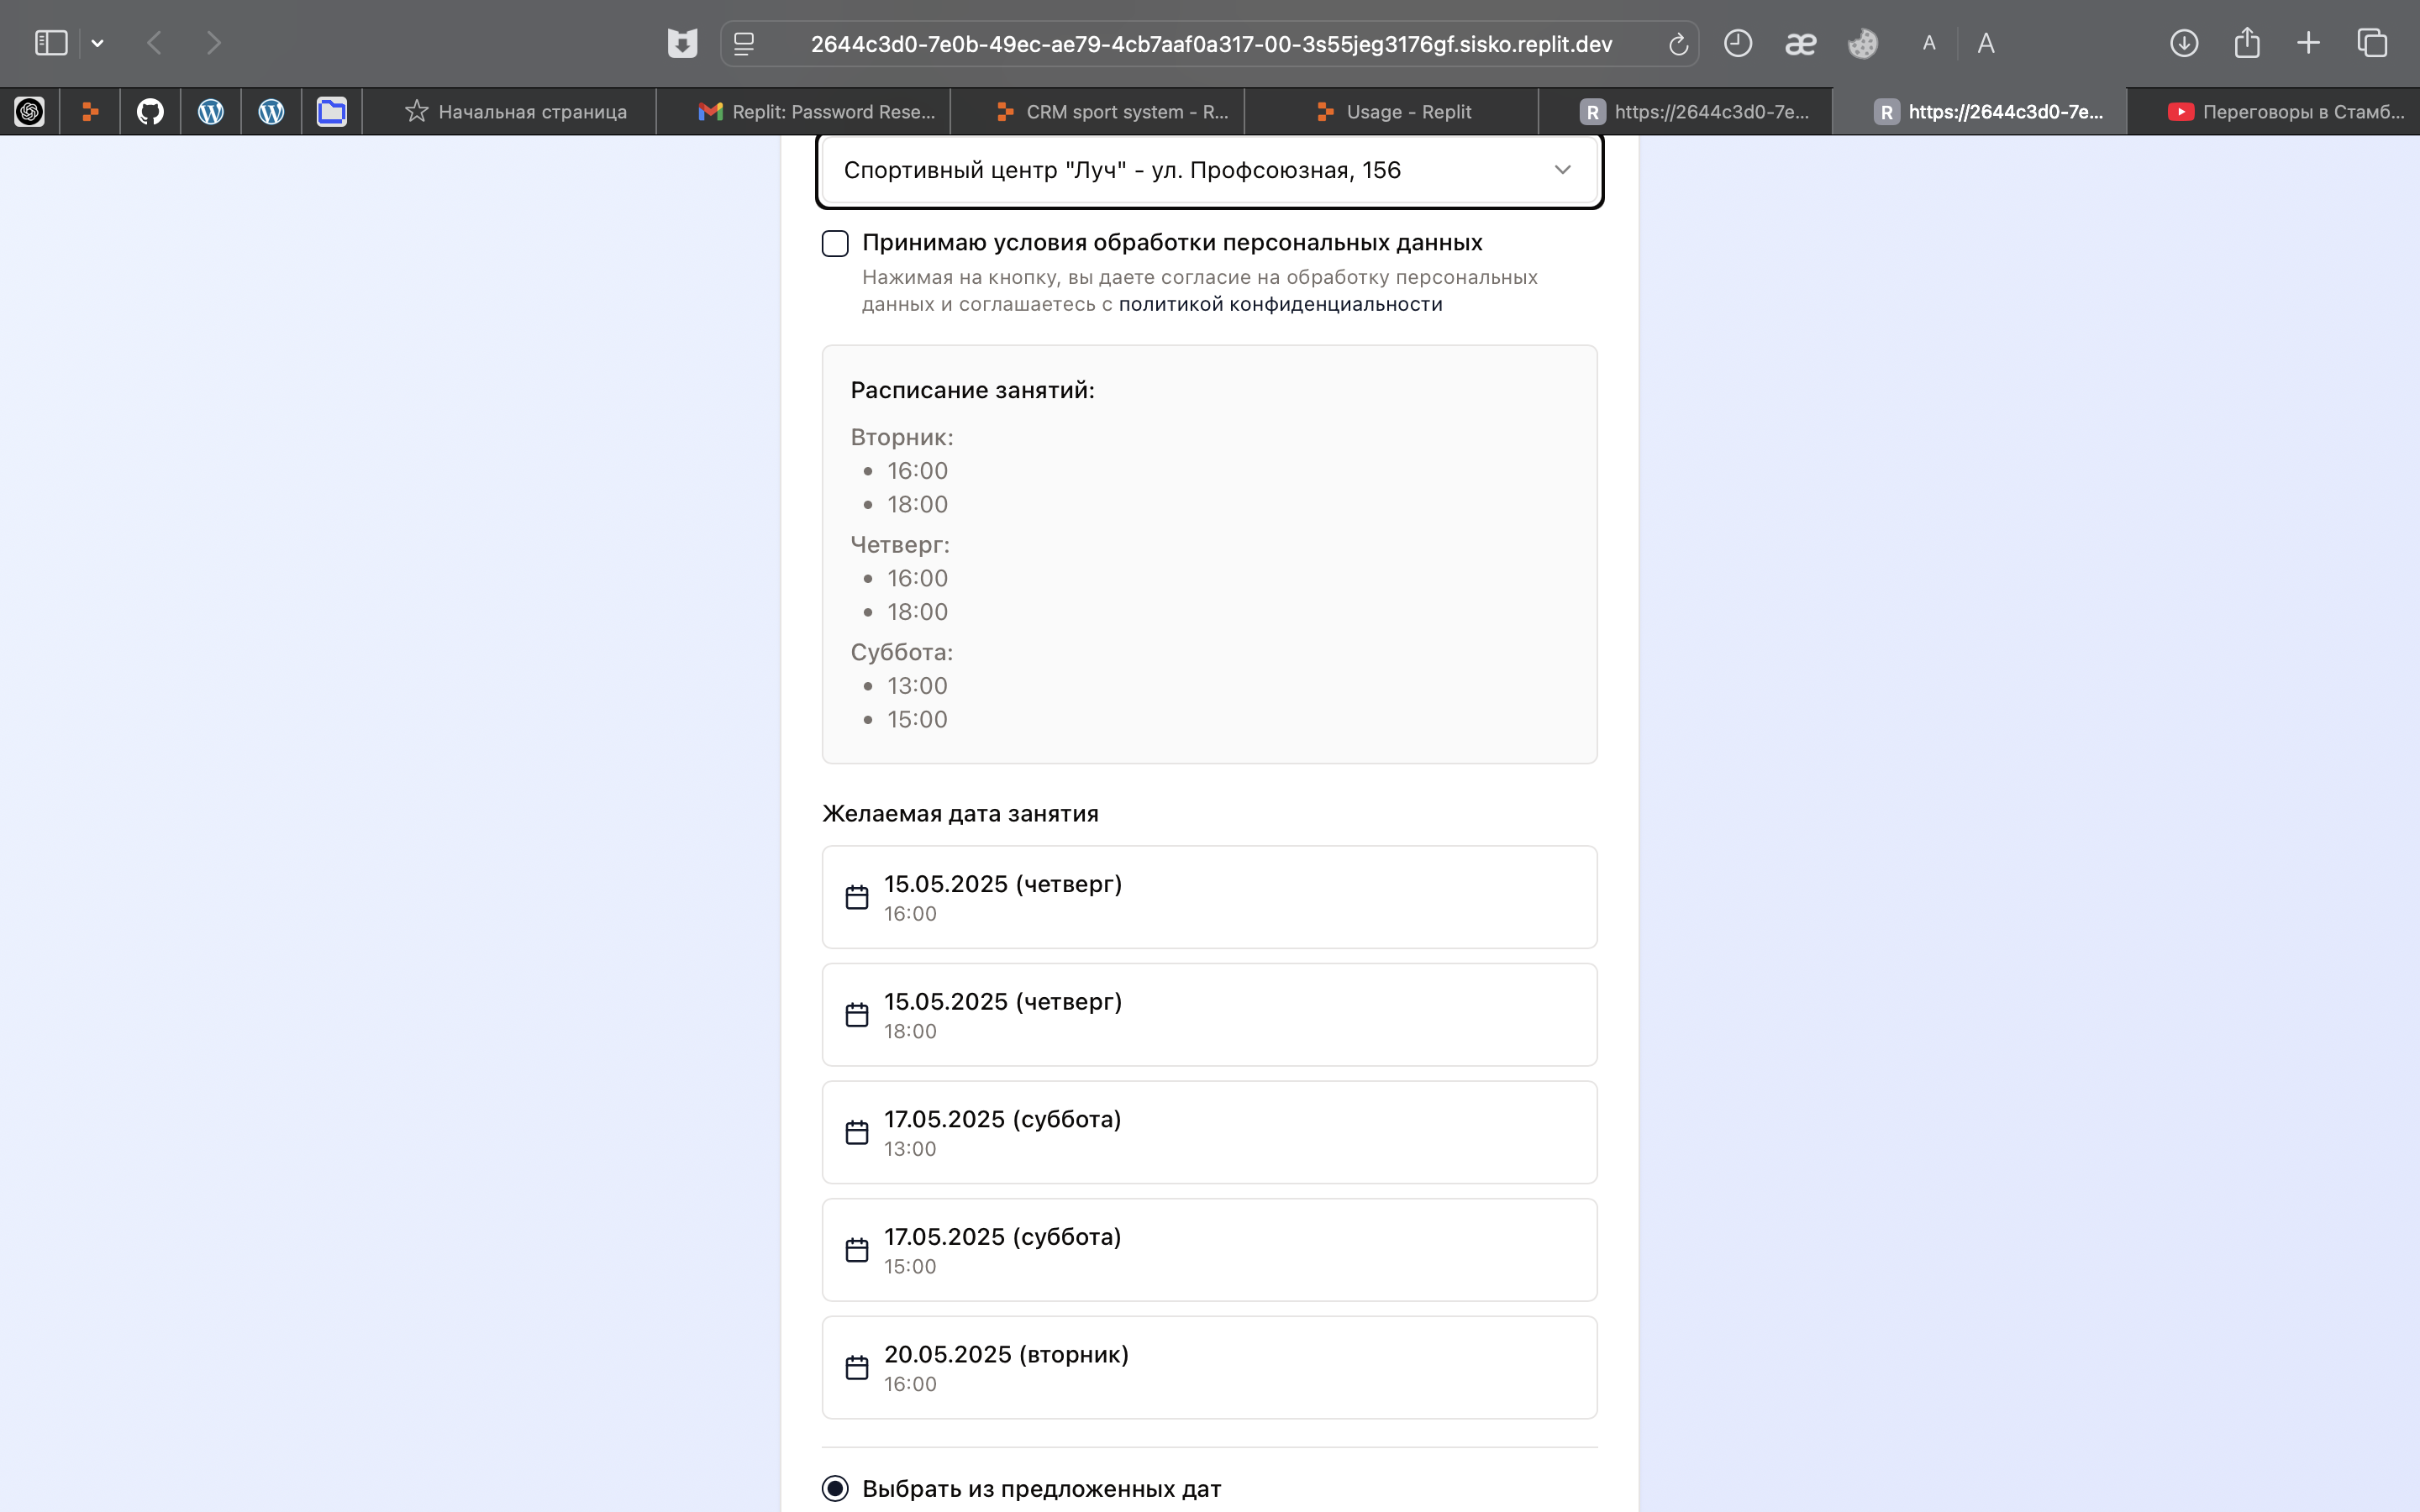 2644c3d0-7e0b-49ec-ae79-4cb7aaf0a317-00-3s55jeg3176gf.sisko.replit.dev
A A
Начальная страница
Replit: Password Rese...
CRM sport system - R...
Usage - Replit
R https://2644c3d0-7e...
R https://2644c3d0-7e...
Переговоры в Стамб...
Спортивный центр "Луч" - ул. Профсоюзная, 156
Принимаю условия обработки персональных данных
Нажимая на кнопку, вы даете согласие на обработку персональных
данных и соглашаетесь с политикой конфиденциальности
Расписание занятий:
Вторник:
• 16:00
• 18:00
Четверг:
• 16:00
• 18:00
Суббота:
• 13:00
• 15:00
Желаемая дата занятия
15.05.2025 (четверг)
16:00
15.05.2025 (четверг)
18:00
17.05.2025 (суббота)
13:00
17.05.2025 (суббота)
15:00
20.05.2025 (вторник)
16:00
Выбрать из предложенных дат